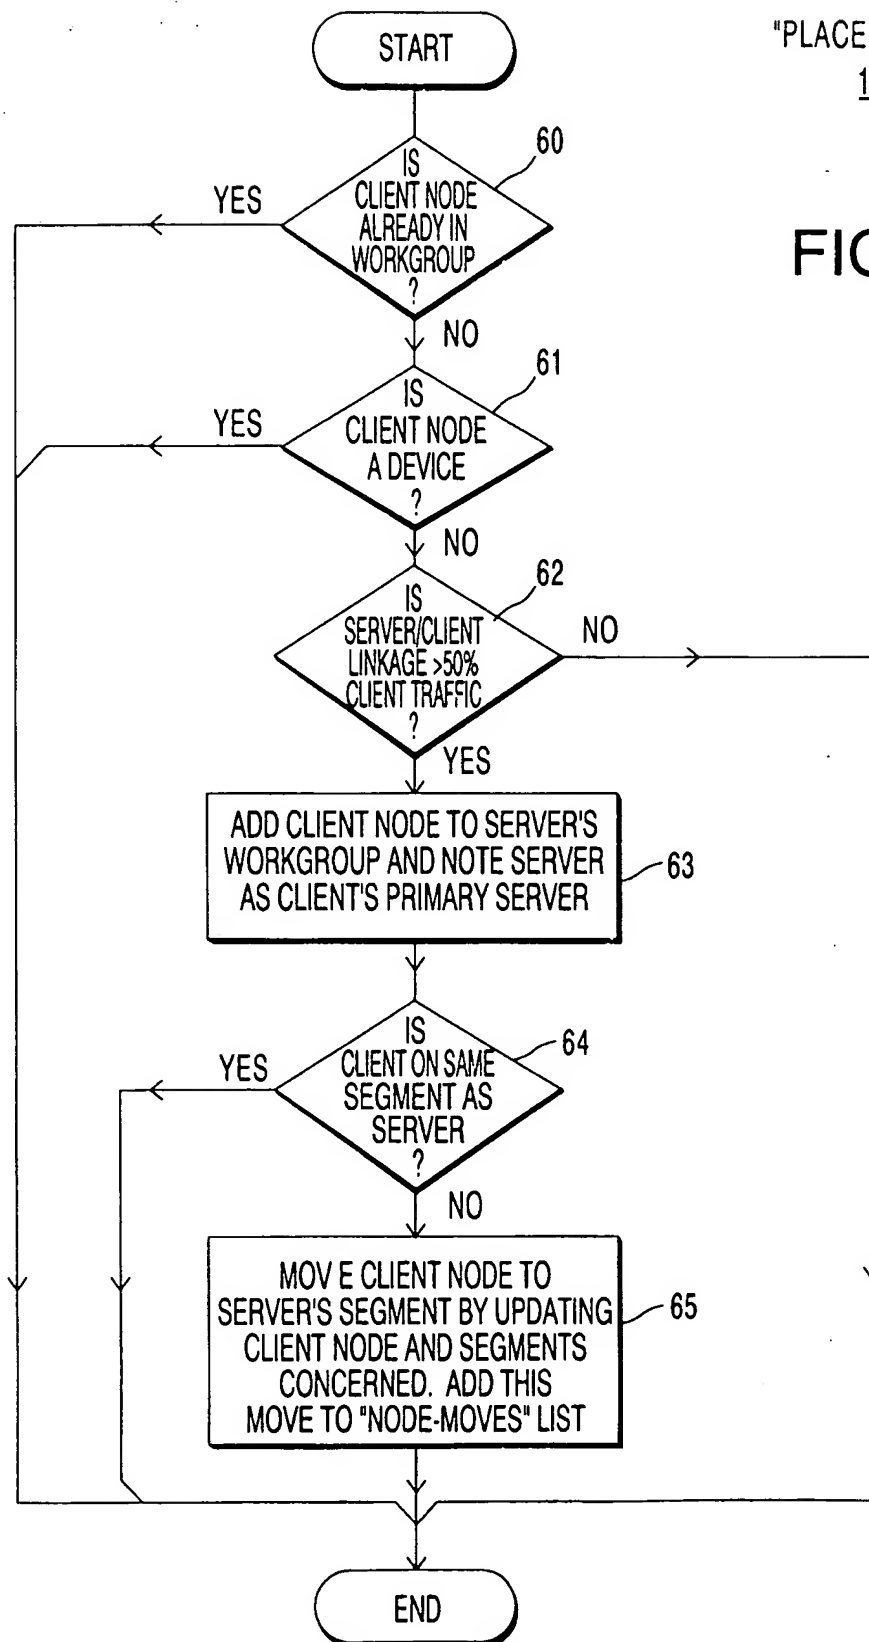 START
"PLACE
1
60
IS
CLIENT NODE
ALREADY IN
WORKGROUP
?
YES
FIG
NO
61
IS
CLIENT NODE
A DEVICE
?
YES
NO
62
IS
SERVER/CLIENT
LINKAGE >50%
CLIENT TRAFFIC
?
NO
YES
ADD CLIENT NODE TO SERVER'S
WORKGROUP AND NOTE SERVER
AS CLIENT'S PRIMARY SERVER
63
IS
CLIENT ON SAME
SEGMENT AS
SERVER
?
64
YES
NO
MOV E CLIENT NODE TO
SERVER'S SEGMENT BY UPDATING
CLIENT NODE AND SEGMENTS
CONCERNED. ADD THIS
MOVE TO "NODE-MOVES" LIST
65
END